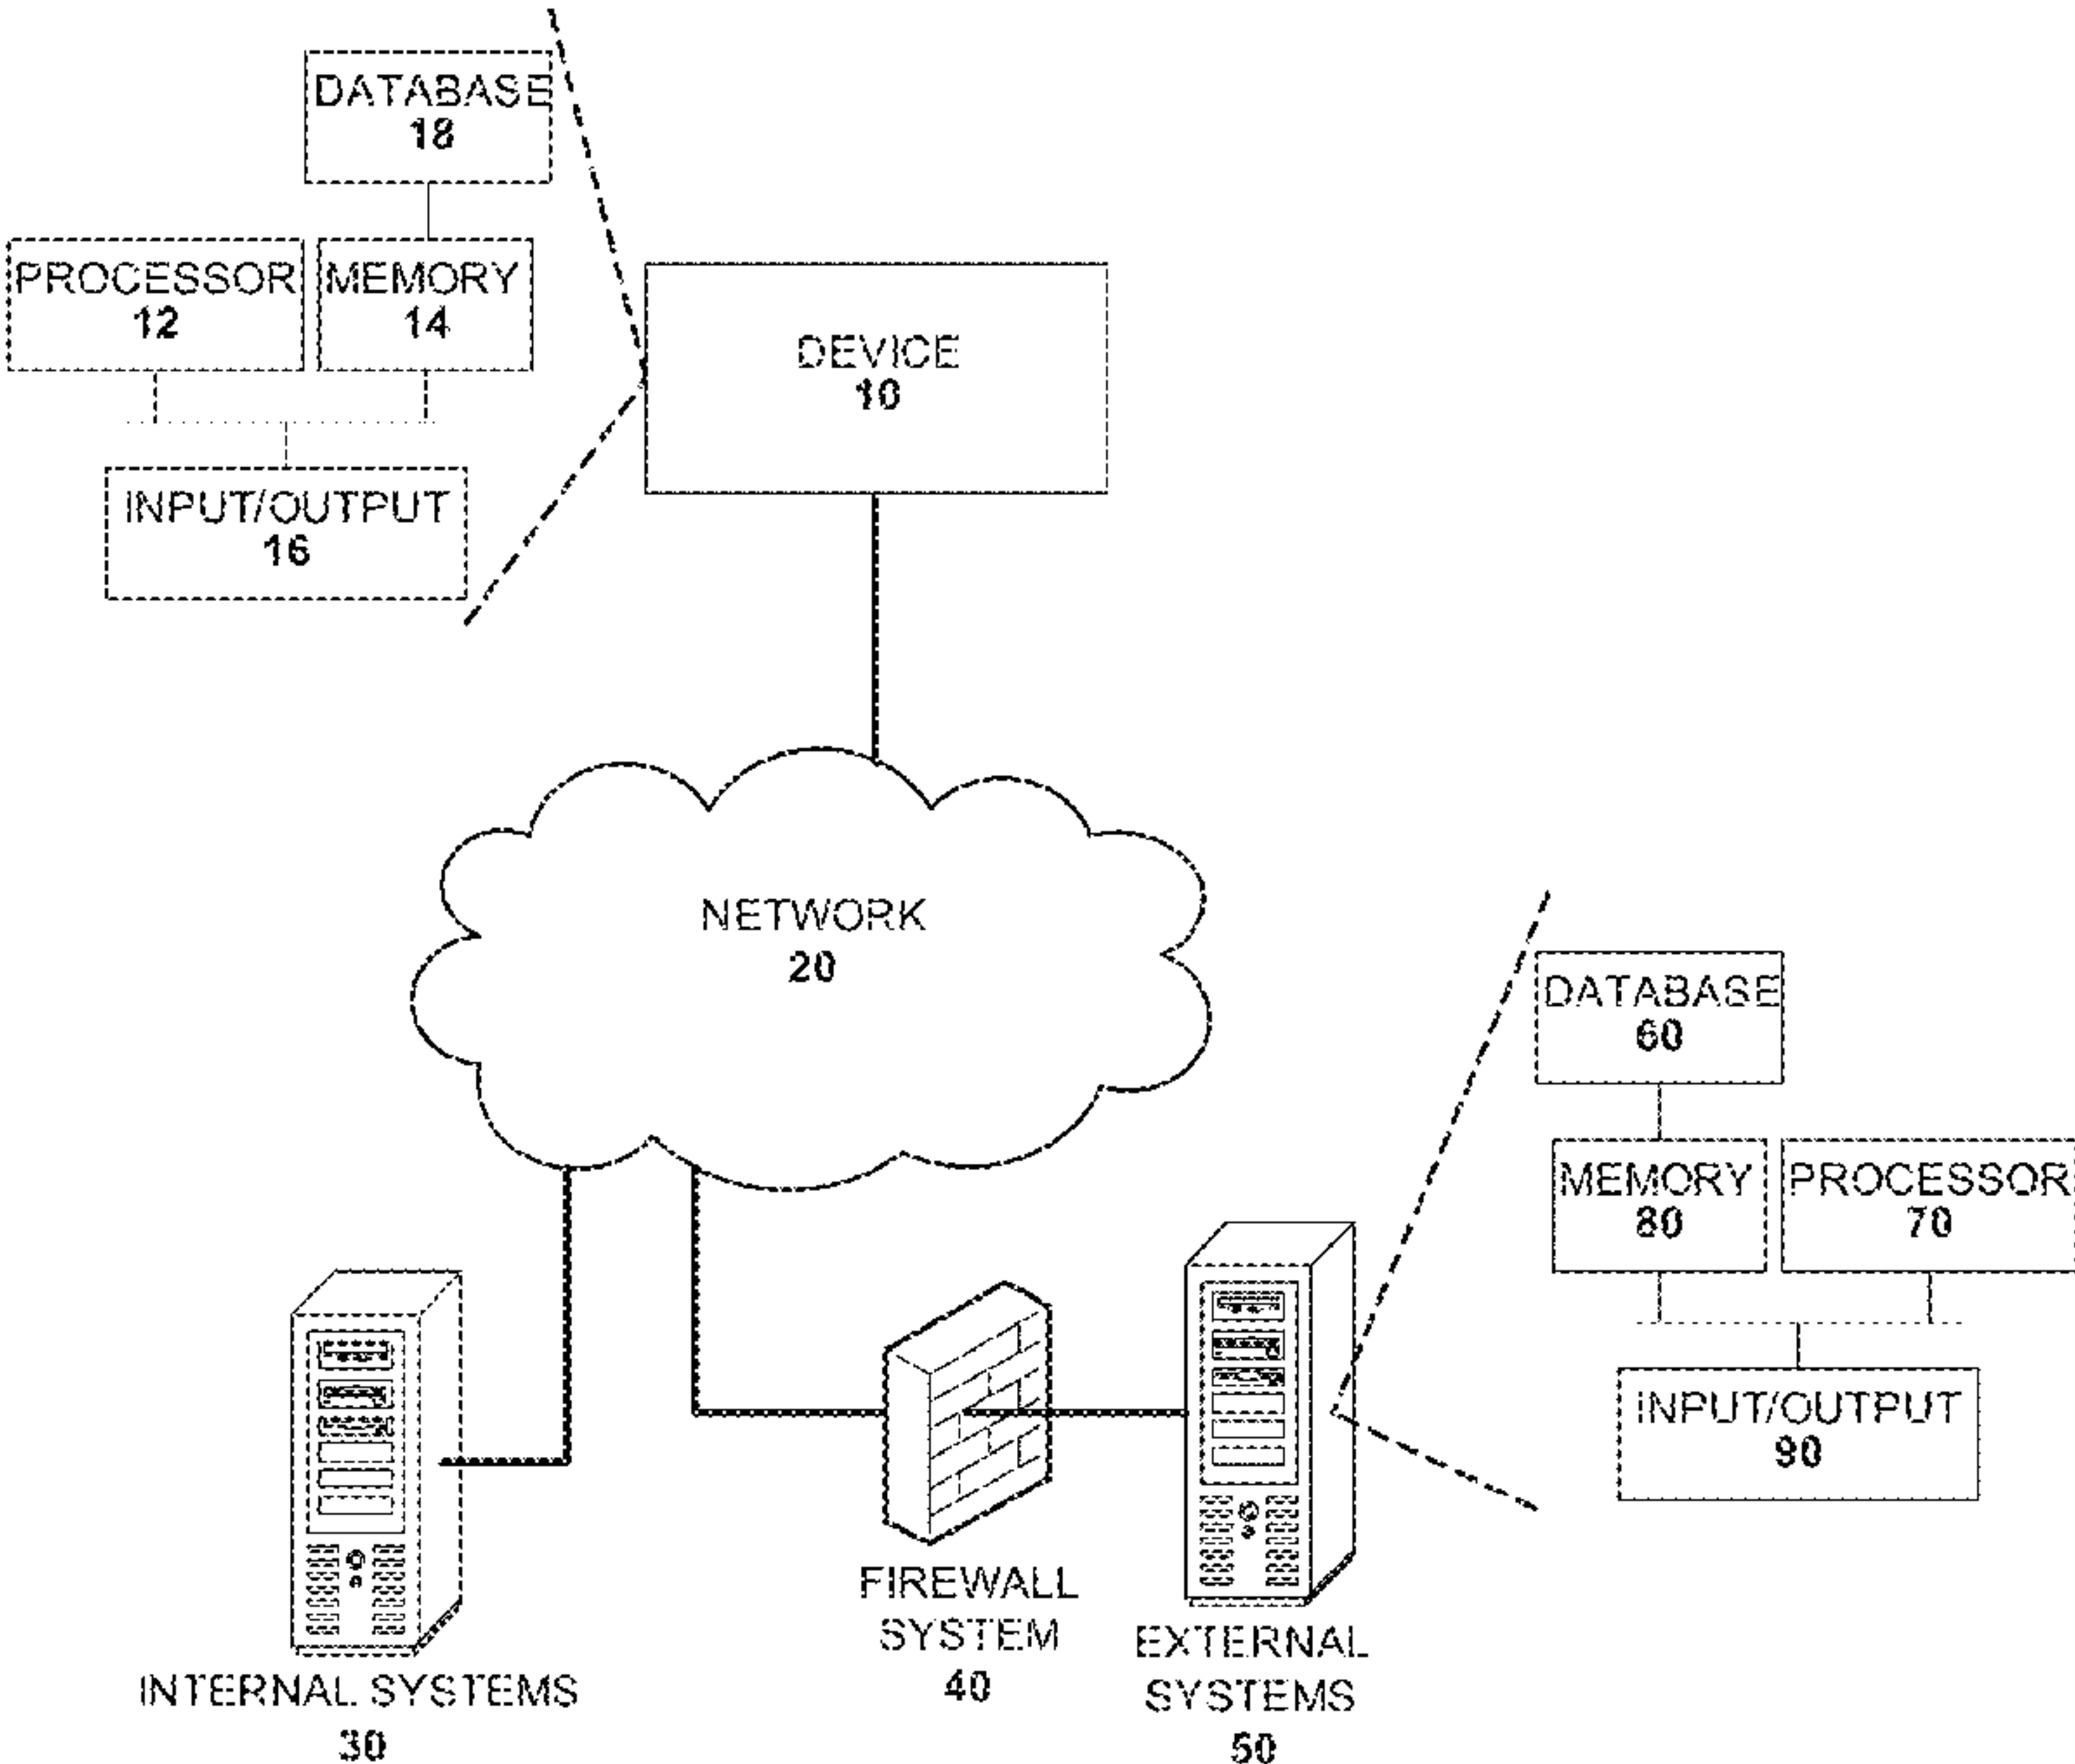 DATABASE
18
PROCESSOR
12
MEMORY
14
INPUT/OUTPUT
16
DEVICE
10
NETWORK
20
DATABASE
60
MEMORY
80
PROCESSOR
70
INPUT/OUTPUT
90
INTERNAL SYSTEMS
30
FIREWALL
SYSTEM
40
EXTERNAL
SYSTEMS
50